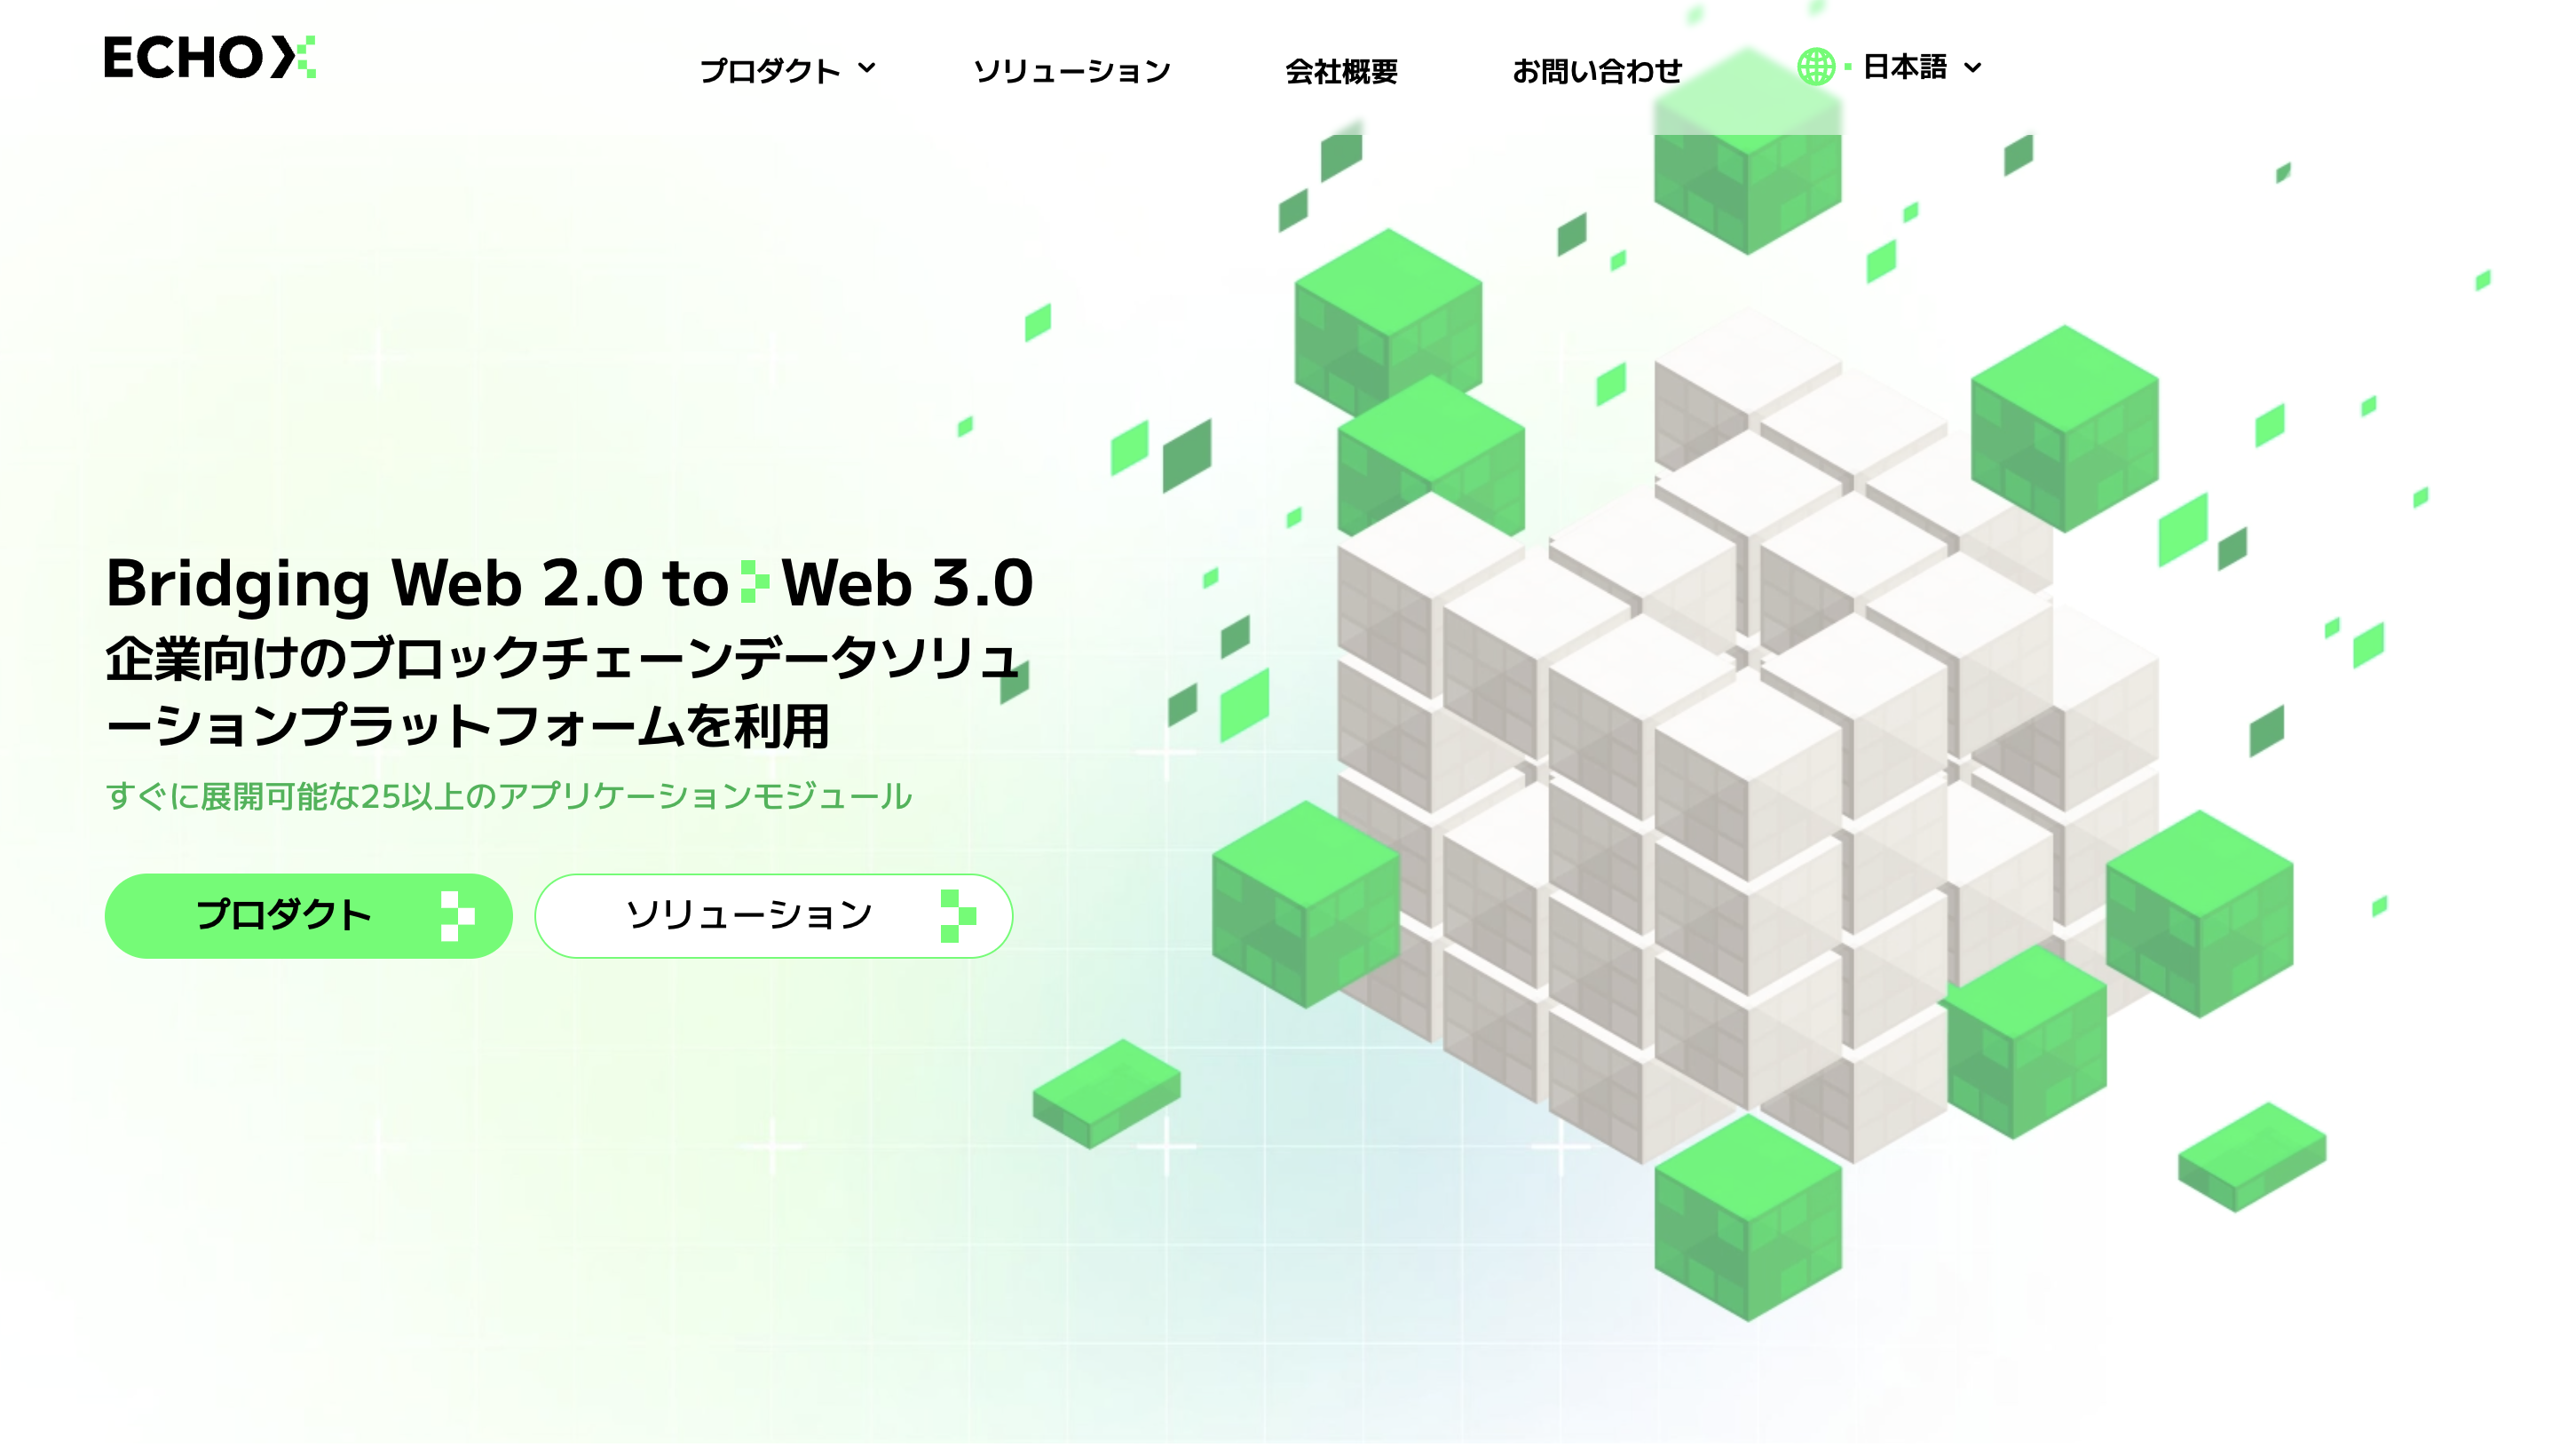 ECHO X
プロダクト
ソリューション
会社概要
お問い合わせ
日本語
Bridging Web 2.0 to Web 3.0
企業向けのブロックチェーンデータソリュ
ーションプラットフォームを利用
すぐに展開可能な25以上のアプリケーションモジュール
プロダクト
ソリューション